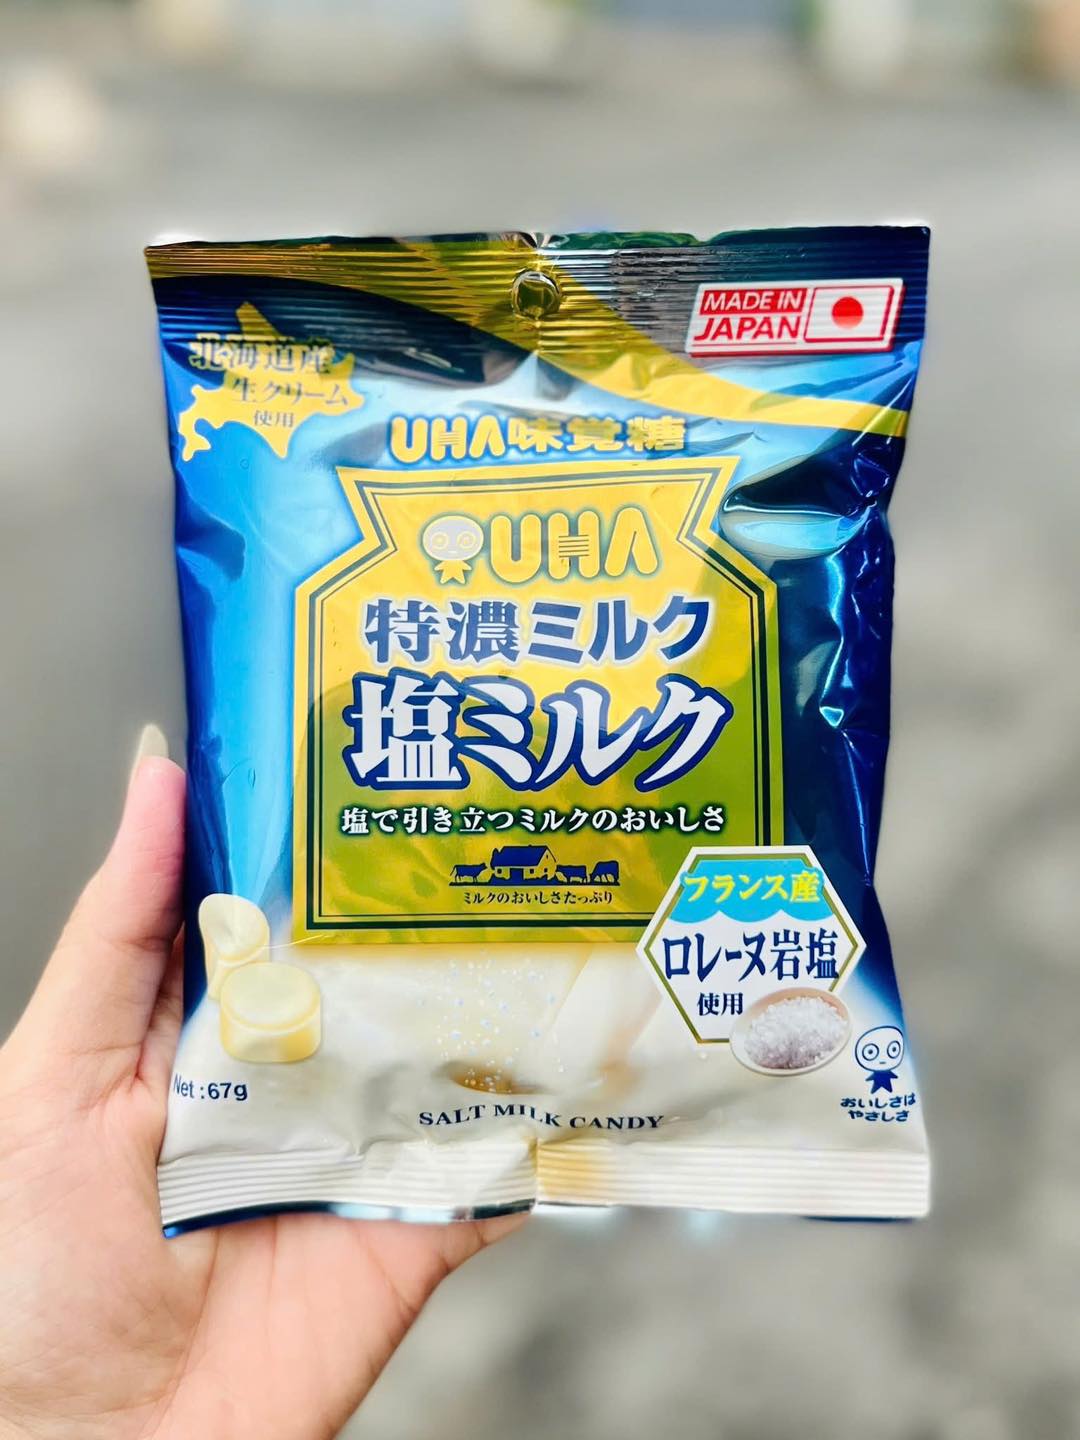 MADE IN
JAPAN
北海道産
生クリーム
使用
UHA味覚糖
UHA
特濃ミルク
塩ミルク
塩で引き立つミルクのおいしさ
ミルクのおいしさたっぷり
フランス産
ロレーヌ岩塩
使用
Net:67g
SALT MILK CANDY
おいしさは
やさしさ